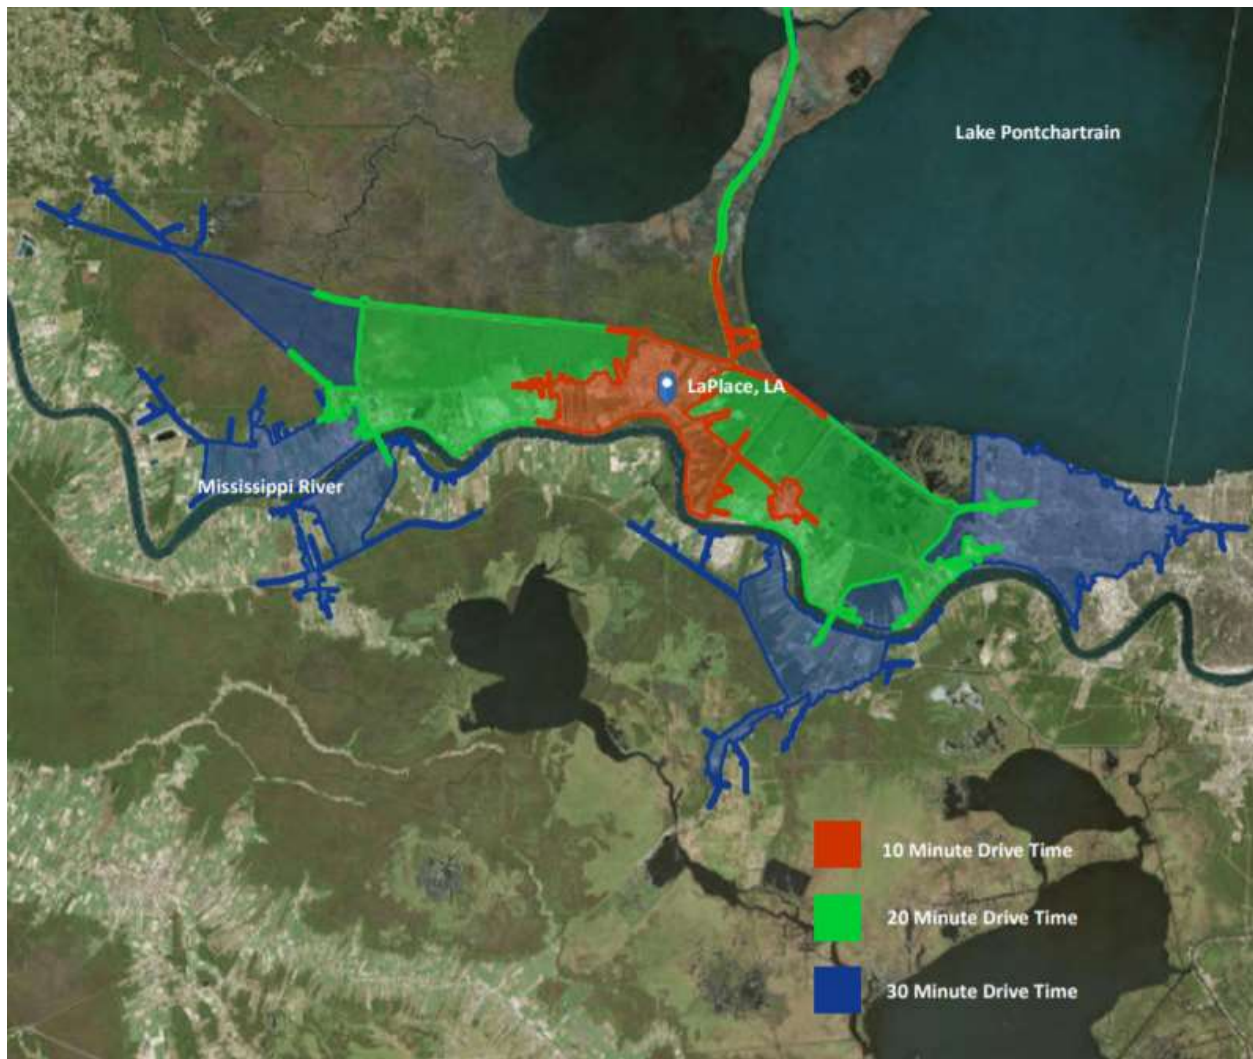 Lake Pontchartrain
LaPlace, LA
Mississippi River
10 Minute Drive Time
20 Minute Drive Time
30 Minute Drive Time